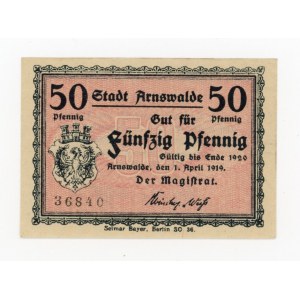 50 Stadt Arnswalde 50
Pfennig Pfennig
Gut für
Fünfzig Pfennig
Gültig bis Ende 1920
Arnswalde, den 1. April 1919.
Der Magistrat.
36840
Selmar Bayer, Berlin SO 36.